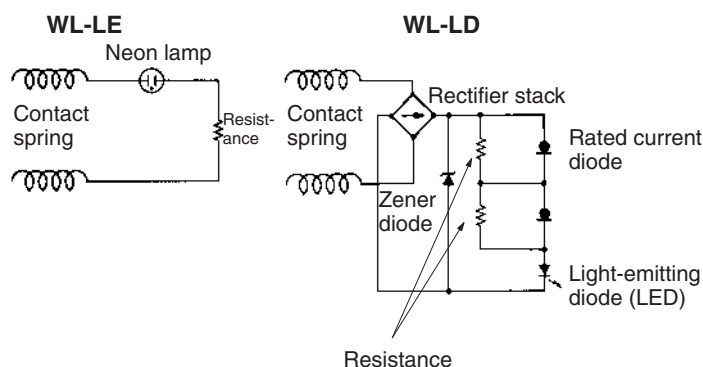 WL-LE
Neon lamp
Contact
spring
Resist-
ance
WL-LD
Contact
spring
Rectifier stack
Zener
diode
Rated current
diode
Light-emitting
diode (LED)
Resistance